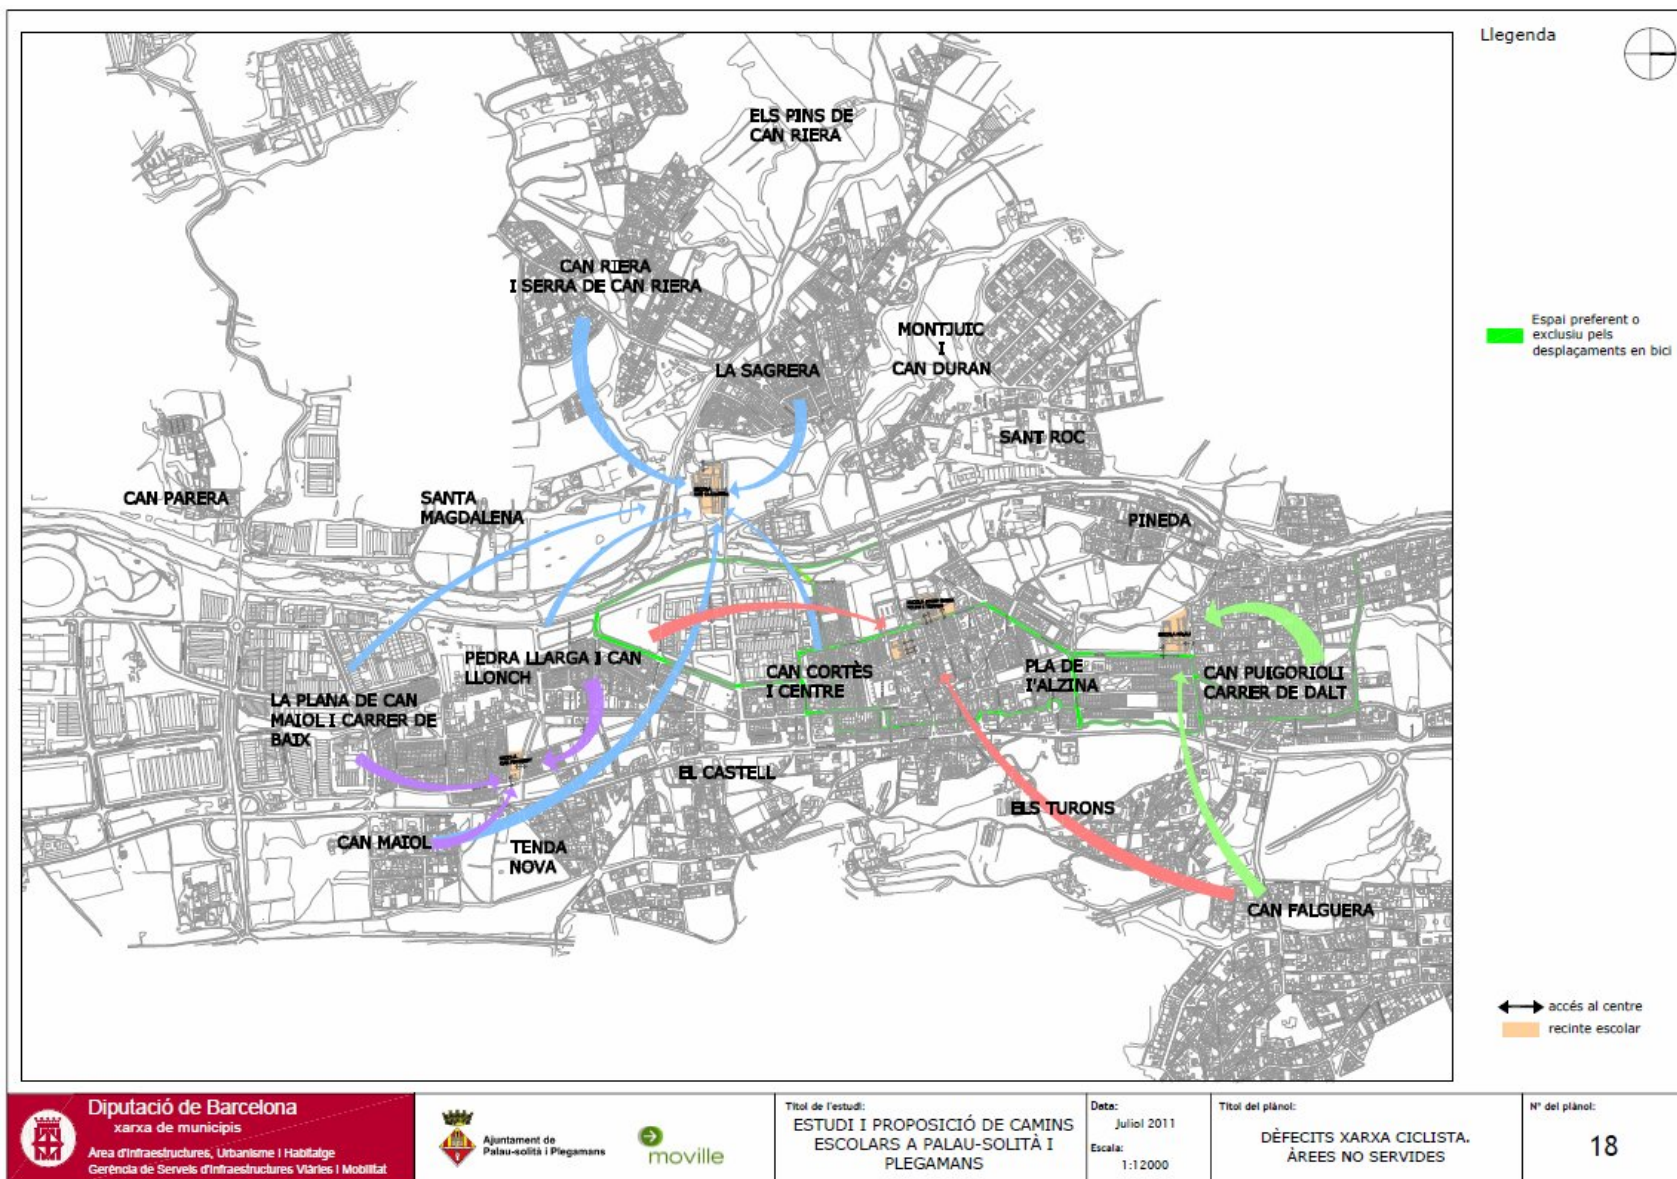 Llegenda
ELS PINS DE
CAN RIERA
CAN RIERA
I SERRA DE CAN RIERA
MONTJUIC
I
CAN DURAN
LA SAGRERA
SANT ROC
CAN PARERA
SANTA
MAGDALENA
PINEDA
PEDRA LLARGA I CAN
LLONCH
CAN CORTÈS
I CENTRE
PLA DE
l'ALZINA
CAN PUIGORIOLI
CARRER DE DALT
LA PLANA DE CAN
MAIOL I CARRER DE
BAIX
EL CASTELL
ELS TURONS
CAN MAIOL
TENDA
NOVA
CAN FALGUERA
Espai preferent o
exclusiu pels
desplaçaments en bici
accés al centre
recinte escolar
Diputació de Barcelona
xarxa de municipis
Àrea d'Infraestructures, Urbanisme i Habitatge
Gerència de Serveis d'Infraestructures Viàries i Mobilitat
Ajuntament de
Palau-solità i Plegamans
moville
Títol de l'estudi:
ESTUDI I PROPOSICIÓ DE CAMINS
ESCOLARS A PALAU-SOLITÀ I
PLEGAMANS
Data:
Juliol 2011
Escala:
1:12000
Títol del plànol:
DÈFECITS XARXA CICLISTA.
ÀREES NO SERVIDES
Nº del plànol:
18